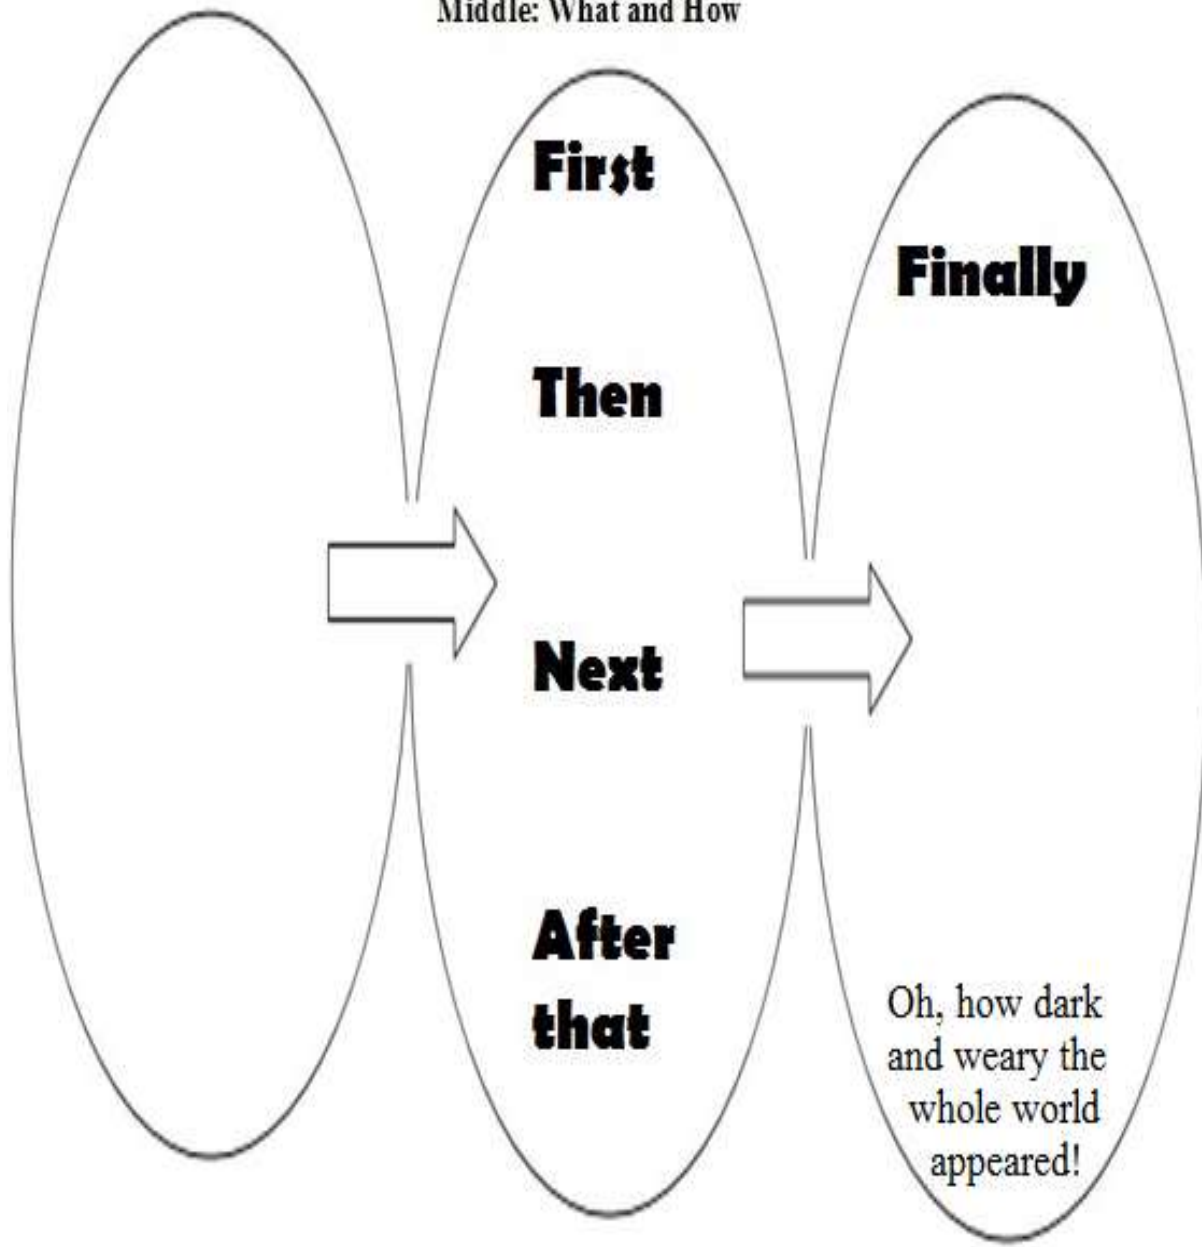 Middle: What and How
First
Then
Next
After
that
Finally
Oh, how dark
and weary the
whole world
appeared!